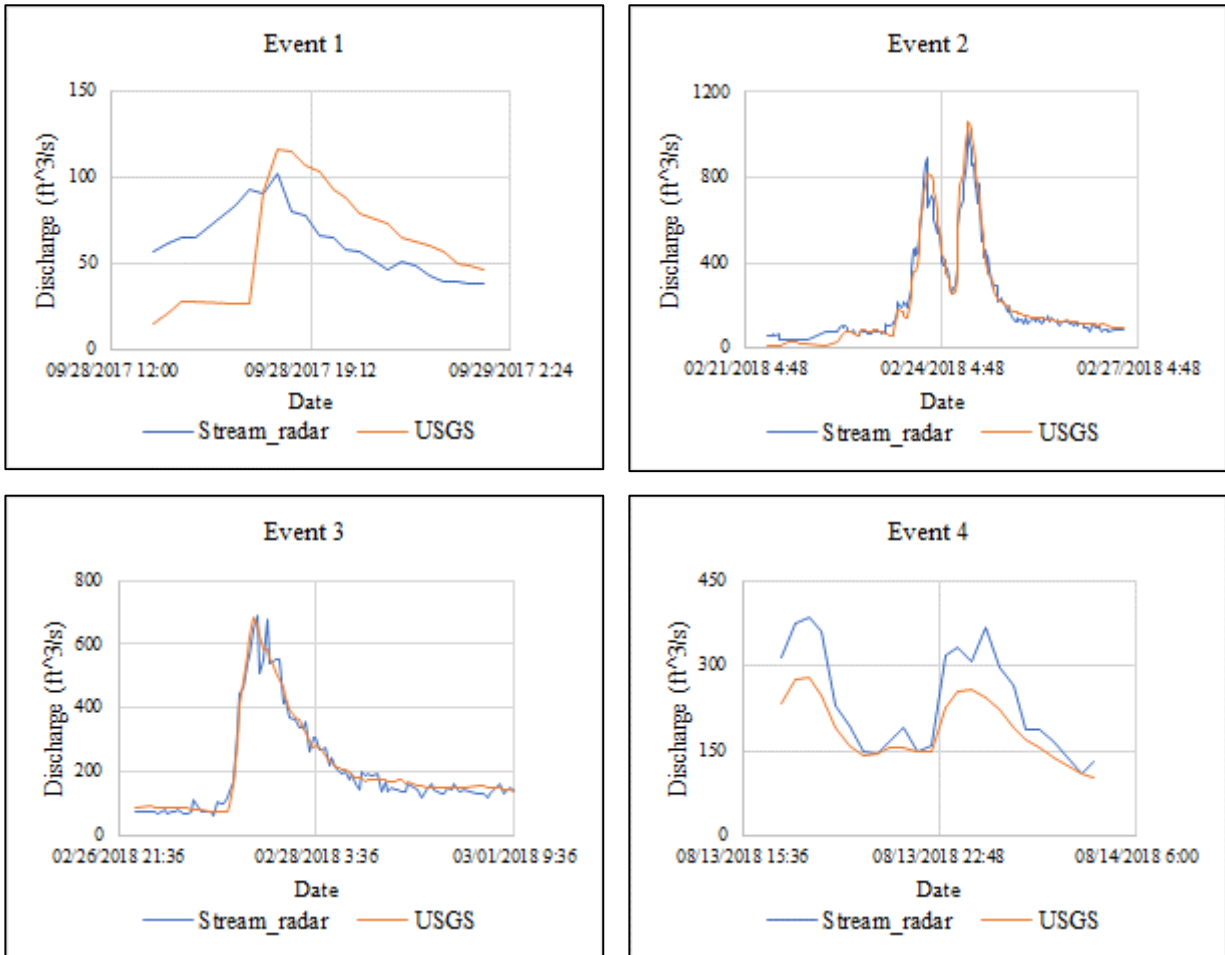 Event 1
150
100
50
0
Discharge (ft^3/s)
09/28/2017 12:00 09/28/2017 19:12 09/29/2017 2:24
Date
Stream_radar USGS
Event 2
1200
800
400
0
Discharge (ft^3/s)
02/21/2018 4:48 02/24/2018 4:48 02/27/2018 4:48
Date
Stream_radar USGS
Event 3
800
600
400
200
0
Discharge (ft^3/s)
02/26/2018 21:36 02/28/2018 3:36 03/01/2018 9:36
Date
Stream_radar USGS
Event 4
450
300
150
0
Discharge (ft^3/s)
08/13/2018 15:36 08/13/2018 22:48 08/14/2018 6:00
Date
Stream_radar USGS